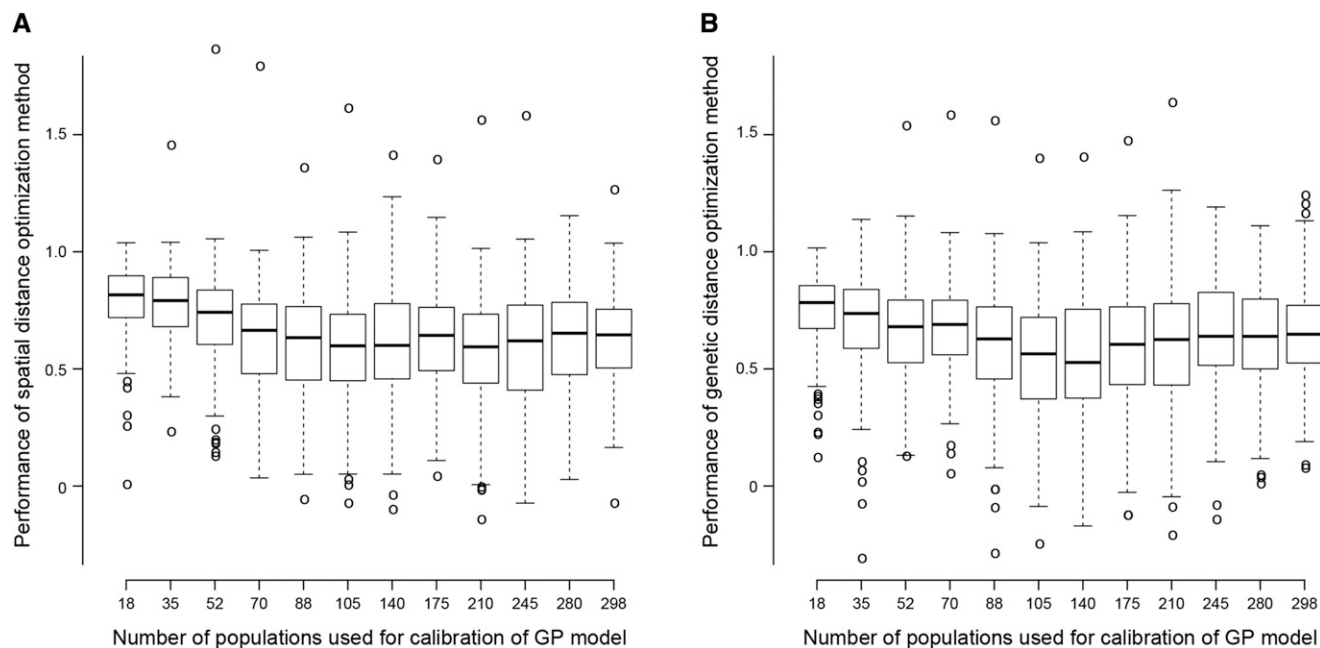 A
Performance of spatial distance optimization method
1.5
1.0
0.5
0
18 35 52 70 88 105 140 175 210 245 280 298
Number of populations used for calibration of GP model
B
Performance of genetic distance optimization method
1.5
1.0
0.5
0
18 35 52 70 88 105 140 175 210 245 280 298
Number of populations used for calibration of GP model